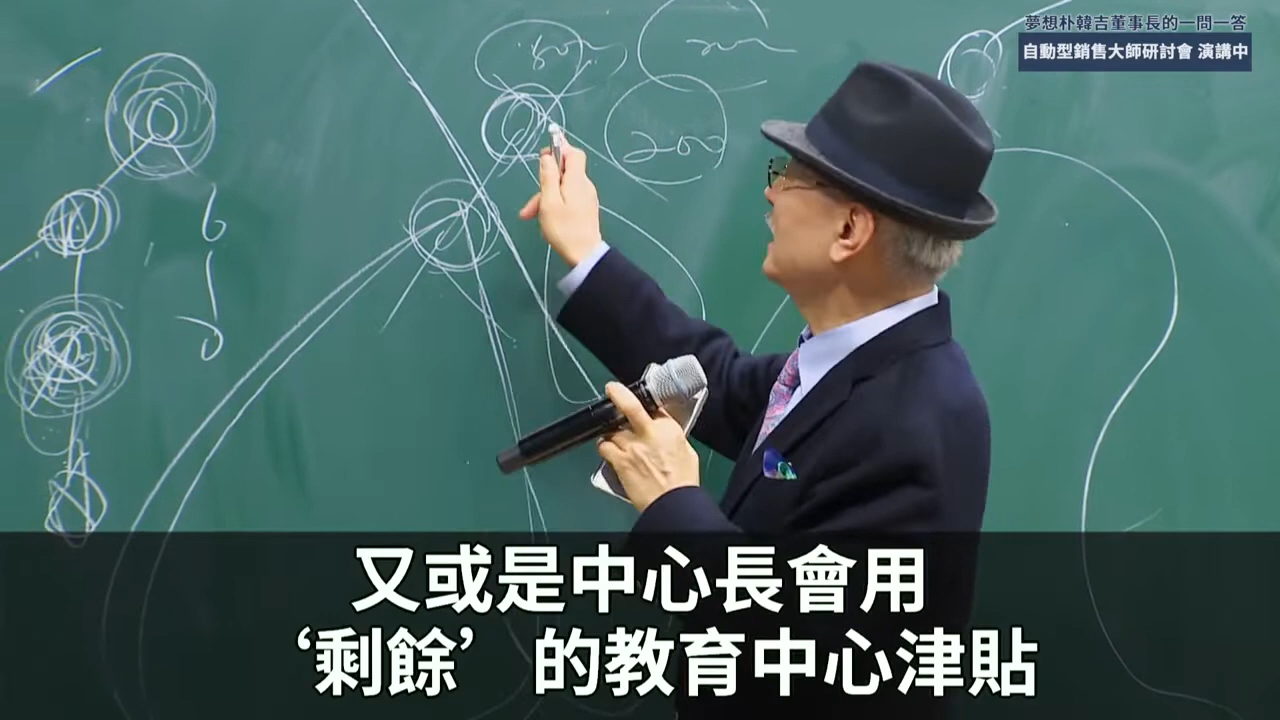 夢想朴韓吉董事長的一問一答
自動型銷售大師研討會 演講中
200
又或是中心長會用
‘剩餘’的教育中心津貼